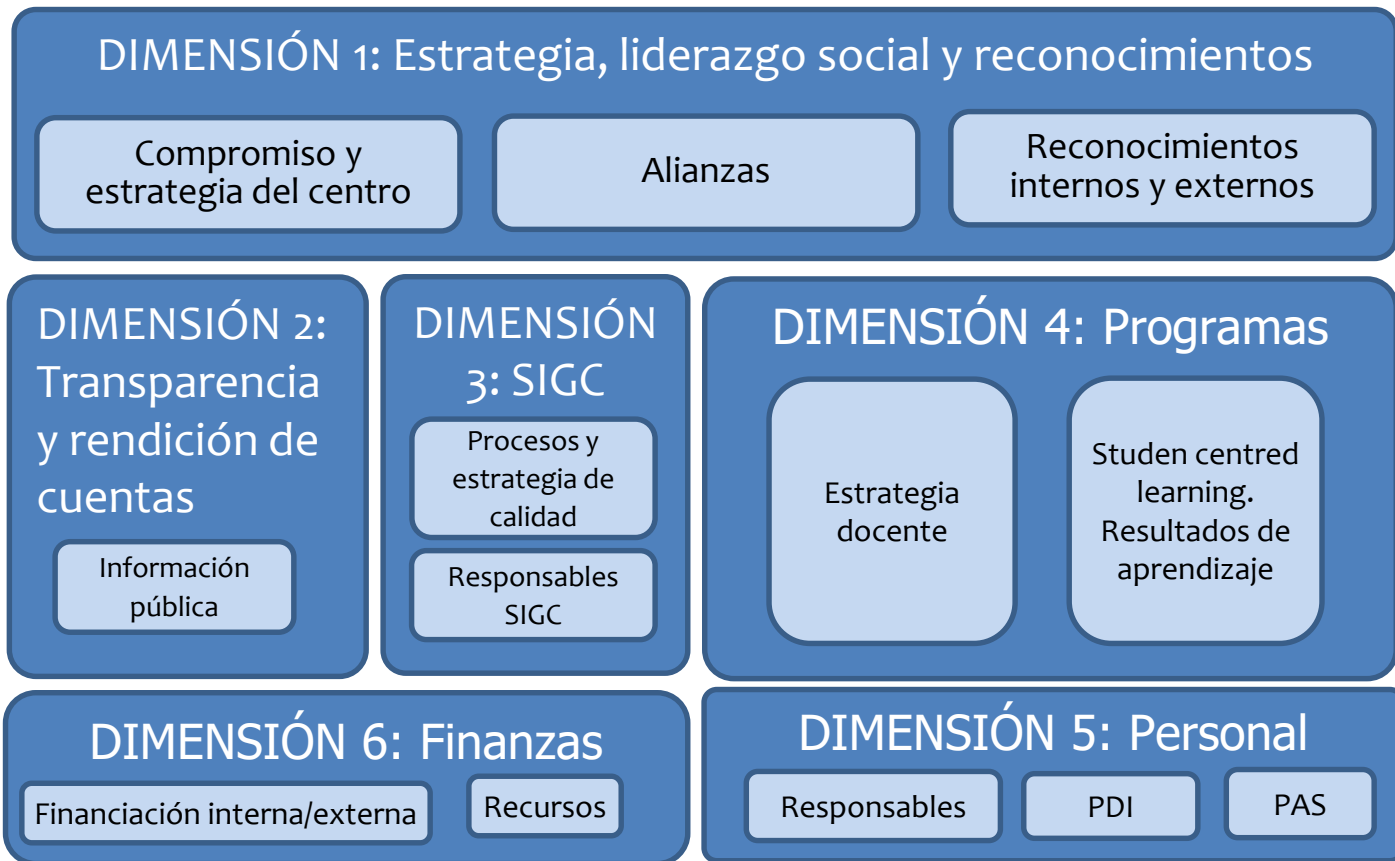 DIMENSIÓN 1: Estrategia, liderazgo social y reconocimientos
Compromiso y
estrategia del centro
Alianzas
Reconocimientos
internos y externos
DIMENSIÓN 2:
Transparencia
y rendición de
cuentas
Información
pública
DIMENSIÓN
3: SIGC
Procesos y
estrategia de
calidad
Responsables
SIGC
DIMENSIÓN 4: Programas
Estrategia
docente
Studen centred
learning.
Resultados de
aprendizaje
DIMENSIÓN 6: Finanzas
Financiación interna/externa
Recursos
DIMENSIÓN 5: Personal
Responsables
PDI
PAS